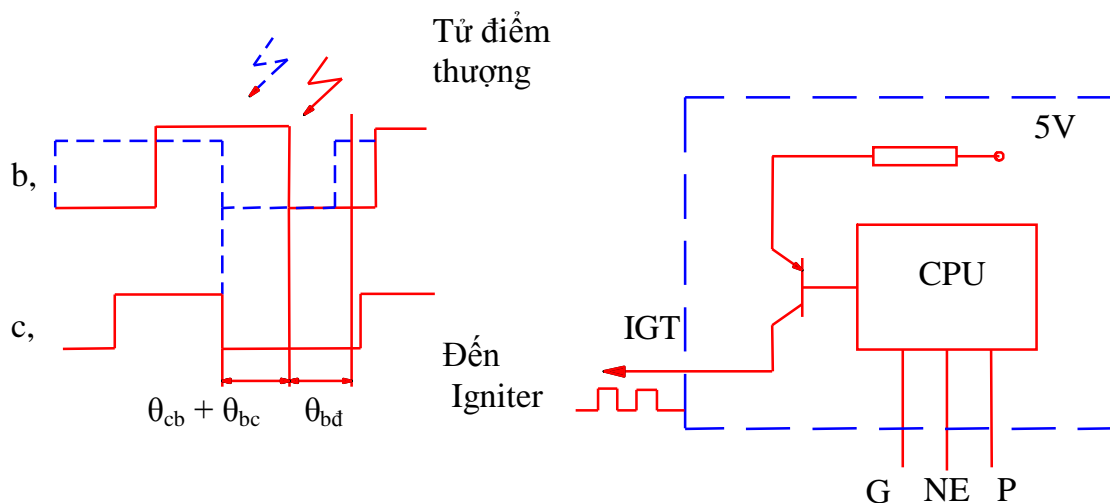 Tử điểm
thượng
b,
c,
θcb + θbc
θbđ
Đến
Igniter
5V
CPU
IGT
G NE P